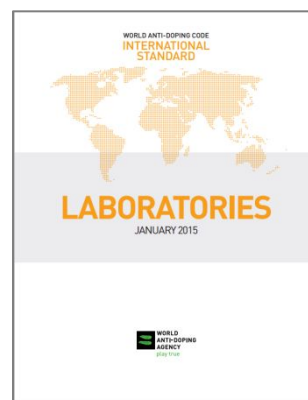 WORLD ANTI-DOPING CODE
INTERNATIONAL
STANDARD
LABORATORIES
JANUARY 2015
WORLD
ANTI-DOPING
AGENCY
play true